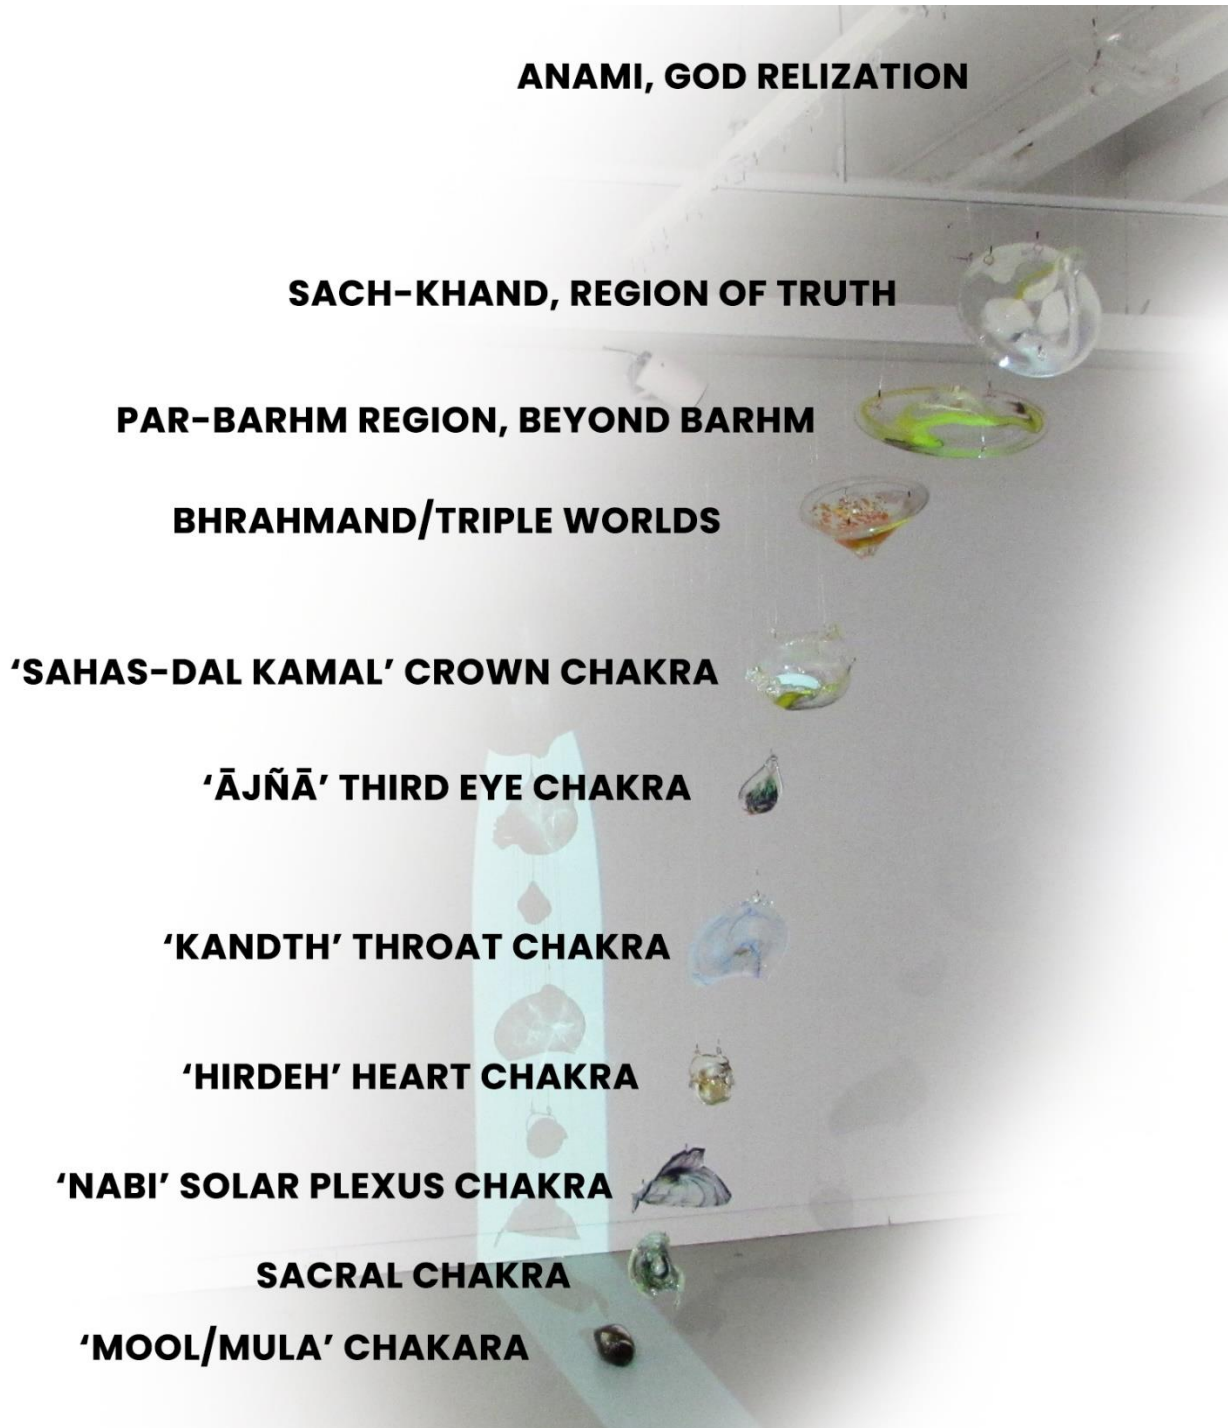 ANAMI, GOD RELIZATION
SACH-KHAND, REGION OF TRUTH
PAR-BARHM REGION, BEYOND BARHM
BHRAHMAND/TRIPLE WORLDS
‘SAHAS-DAL KAMAL’ CROWN CHAKRA
‘ĀJÑĀ’ THIRD EYE CHAKRA
‘KANDTH’ THROAT CHAKRA
‘HIRDEH’ HEART CHAKRA
‘NABI’ SOLAR PLEXUS CHAKRA
SACRAL CHAKRA
‘MOOL/MULA’ CHAKARA